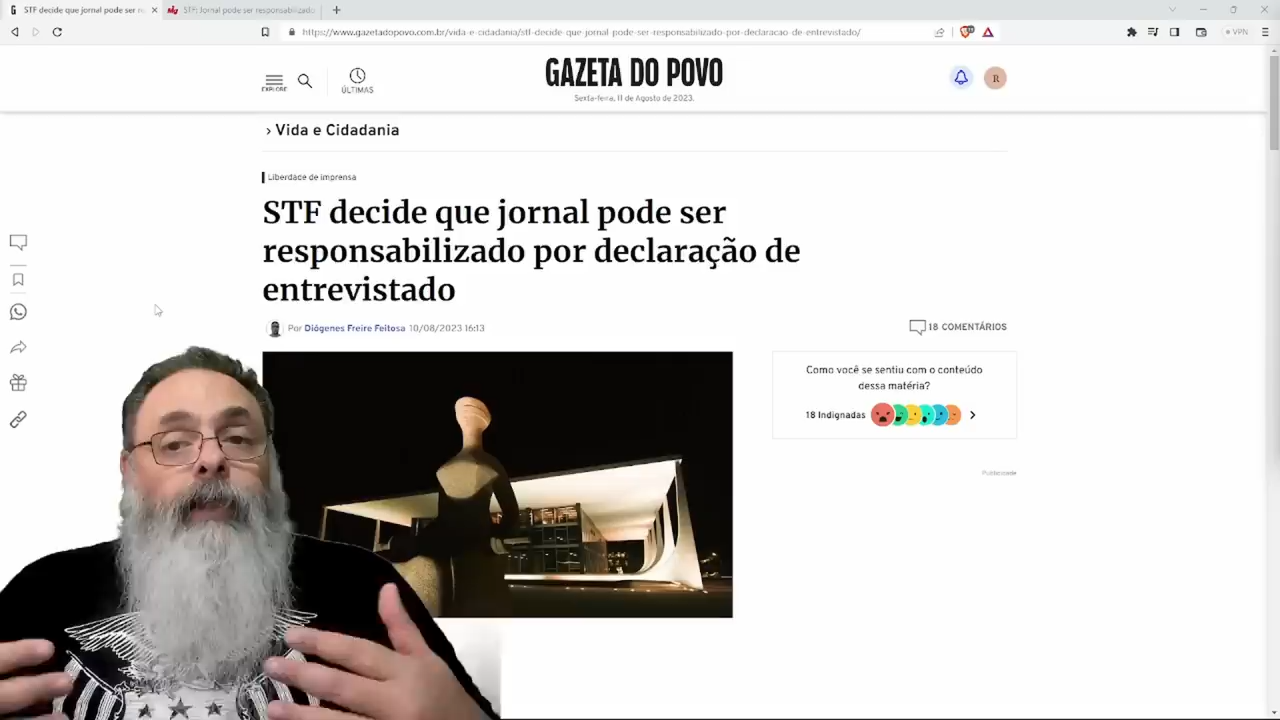 STF decide que jornal pode ser re
STF: Jornal pode ser responsabilizado
VPN
https://www.gazetadopovo.com.br/vida-e-cidadania/stf-decide-que-jornal-pode-ser-responsabilizado-por-declaracao-de-entrevistado/
EXPLORE
ÚLTIMAS
GAZETA DO POVO
Sexta-feira, 11 de Agosto de 2023.
R
› Vida e Cidadania
Liberdade de imprensa
STF decide que jornal pode ser
responsabilizado por declaração de
entrevistado
Por Diógenes Freire Feitosa 10/08/2023 16:13
18 COMENTÁRIOS
Como você se sentiu com o conteúdo
dessa matéria?
18 Indignadas
Publicidade